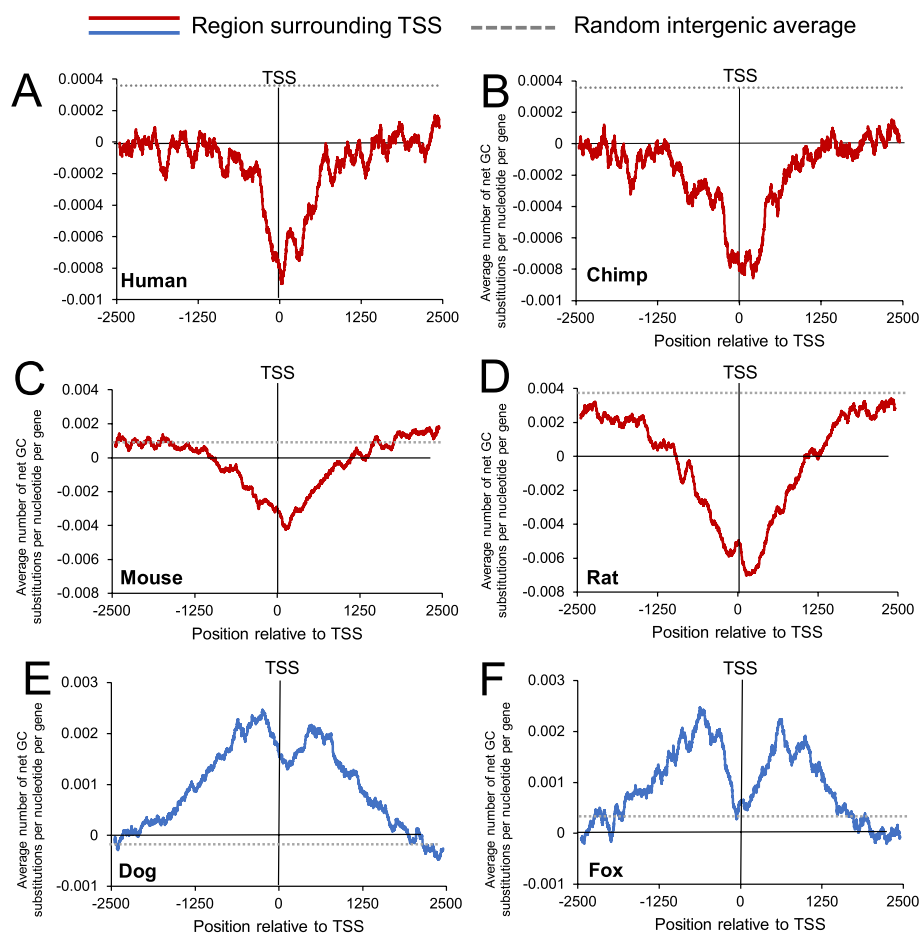 Region surrounding TSS
Random intergenic average
A
TSS
0.0004
0.0002
0
-0.0002
-0.0004
-0.0006
-0.0008
-0.001
Human
-2500
-1250
0
1250
2500
Position relative to TSS
B
TSS
Average number of net GC
substitutions per nucleotide per gene
0.0004
0.0002
0
-0.0002
-0.0004
-0.0006
-0.0008
-0.001
Chimp
-2500
-1250
0
1250
2500
Position relative to TSS
C
TSS
Average number of net GC
substitutions per nucleotide per gene
0.004
0.002
0
-0.002
-0.004
-0.006
-0.008
Mouse
-2500
-1250
0
1250
2500
Position relative to TSS
D
TSS
Average number of net GC
substitutions per nucleotide per gene
0.004
0.002
0
-0.002
-0.004
-0.006
-0.008
Rat
-2500
-1250
0
1250
2500
Position relative to TSS
E
TSS
Average number of net GC
substitutions per nucleotide per gene
0.003
0.002
0.001
0
-0.001
Dog
-2500
-1250
0
1250
2500
Position relative to TSS
F
TSS
Average number of net GC
substitutions per nucleotide per gene
0.003
0.002
0.001
0
-0.001
Fox
-2500
-1250
0
1250
2500
Position relative to TSS